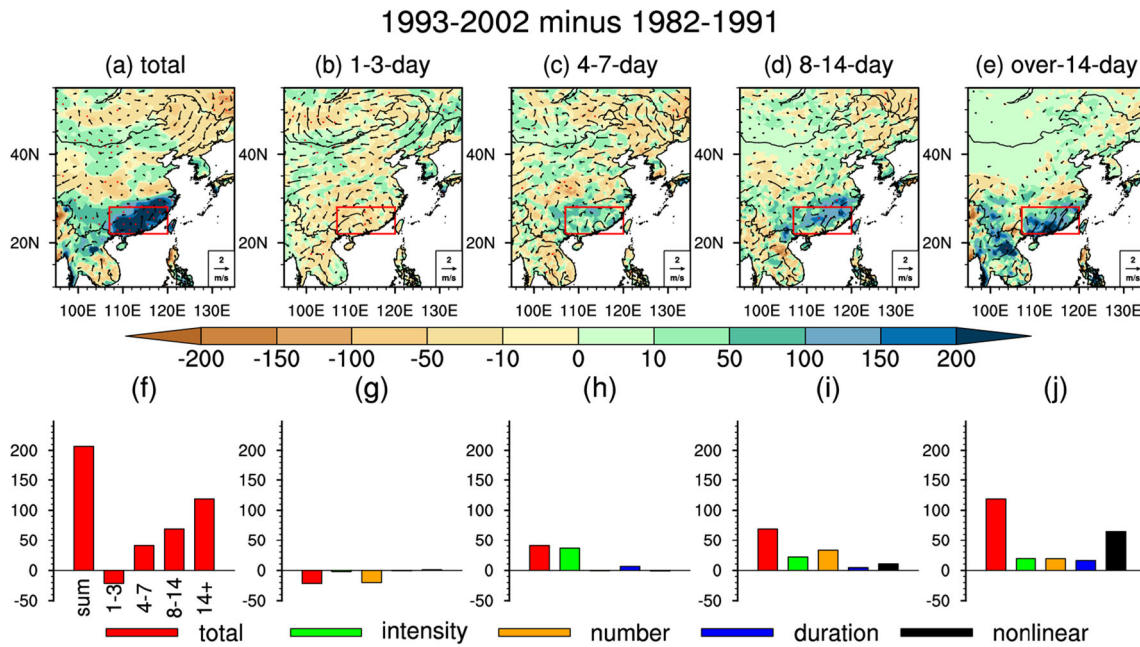 1993-2002 minus 1982-1991
(a) total (b) 1-3-day (c) 4-7-day (d) 8-14-day (e) over-14-day
40N 40N 40N 40N 40N
20N 20N 20N 20N 20N
2 2 2 2 2
m/s m/s m/s m/s m/s
100E 110E 120E 130E 100E 110E 120E 130E 100E 110E 120E 130E 100E 110E 120E 130E 100E 110E 120E 130E
-200 -150 -100 -50 -10 0 10 50 100 150 200
(f) (g) (h) (i) (j)
200 200 200 200 200
150 150 150 150 150
100 100 100 100 100
50 50 50 50 50
0 0 0 0 0
-50 -50 -50 -50 -50
sum 1-3 4-7 8-14 14+
total intensity number duration nonlinear